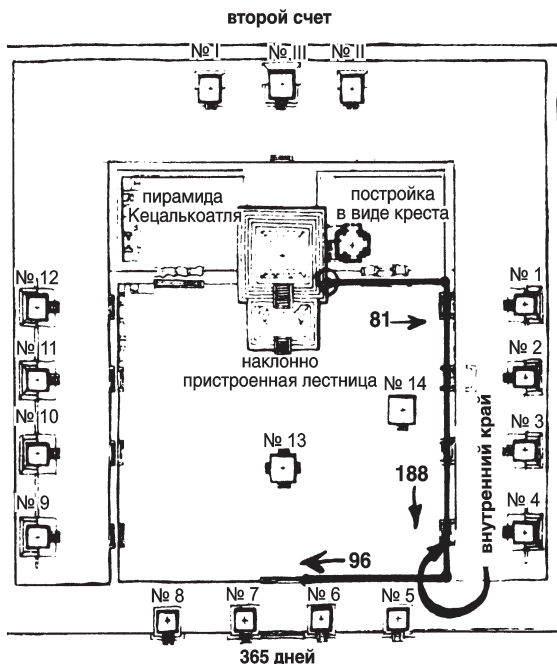 второй счет
№ I
№ III
№ II
пирамида
Кецалькоатля
постройка
в виде креста
№ 12
№ 1
81
№ 11
№ 2
наклонно
пристроенная лестница
№ 14
№ 10
№ 3
№ 13
внутренний край
188
№ 9
№ 4
96
№ 8
№ 7
№ 6
№ 5
365 дней